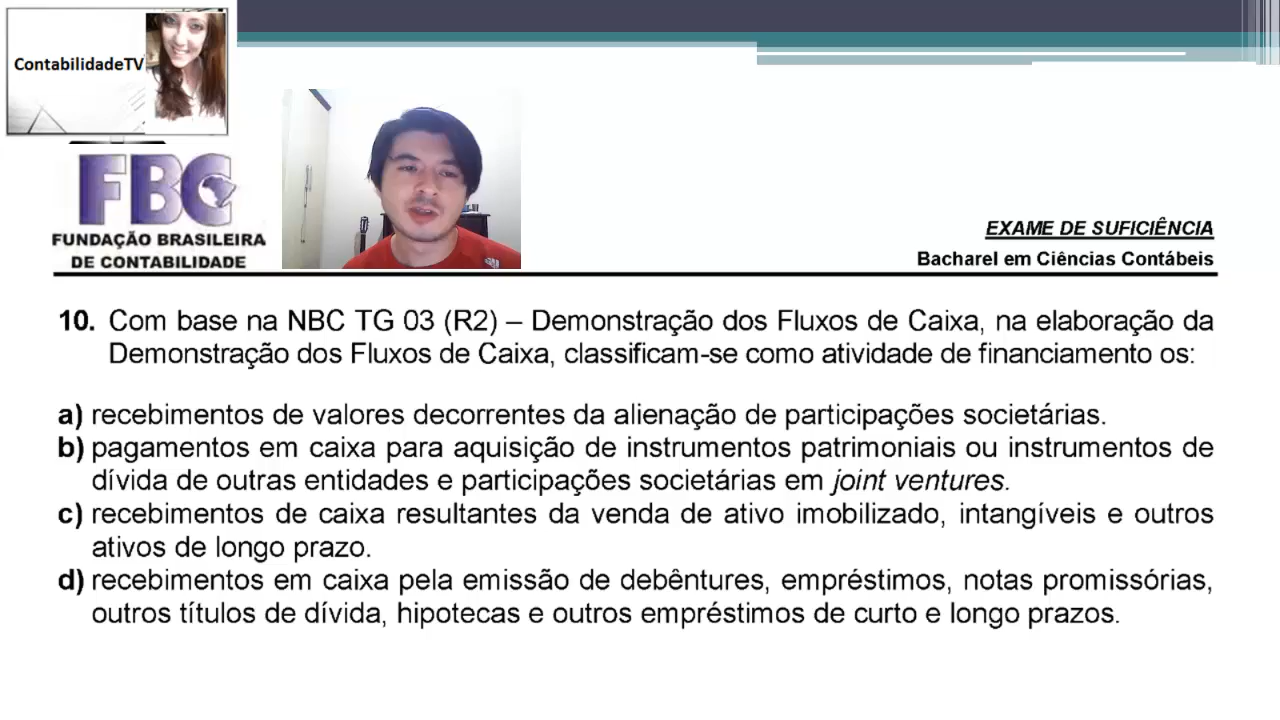 ContabilidadeTV
FBC
FUNDAÇÃO BRASILEIRA
DE CONTABILIDADE
EXAME DE SUFICIÊNCIA
Bacharel em Ciências Contábeis
10. Com base na NBC TG 03 (R2) – Demonstração dos Fluxos de Caixa, na elaboração da
Demonstração dos Fluxos de Caixa, classificam-se como atividade de financiamento os:
a) recebimentos de valores decorrentes da alienação de participações societárias.
b) pagamentos em caixa para aquisição de instrumentos patrimoniais ou instrumentos de
dívida de outras entidades e participações societárias em joint ventures.
c) recebimentos de caixa resultantes da venda de ativo imobilizado, intangíveis e outros
ativos de longo prazo.
d) recebimentos em caixa pela emissão de debêntures, empréstimos, notas promissórias,
outros títulos de dívida, hipotecas e outros empréstimos de curto e longo prazos.